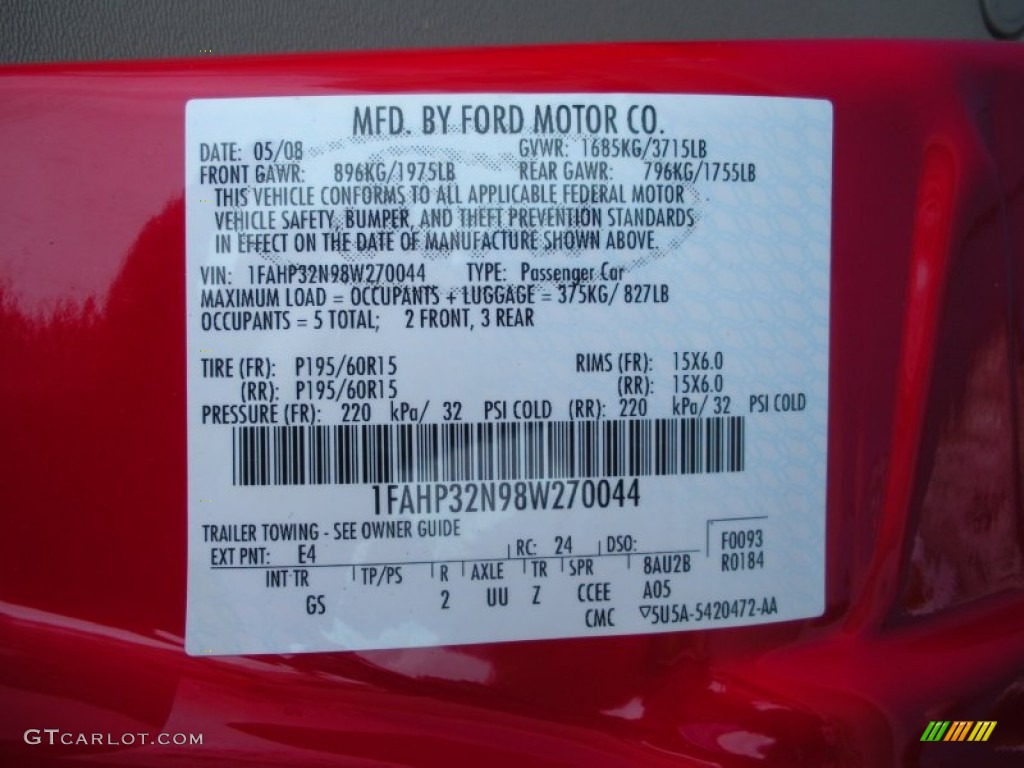 MFD. BY FORD MOTOR CO.
DATE: 05/08 GVWR: 1685KG/3715LB
FRONT GAWR: 896KG/1975LB REAR GAWR: 796KG/1755LB
THIS VEHICLE CONFORMS TO ALL APPLICABLE FEDERAL MOTOR
VEHICLE SAFETY, BUMPER, AND THEFT PREVENTION STANDARDS
IN EFFECT ON THE DATE OF MANUFACTURE SHOWN ABOVE.
VIN: 1FAHP32N98W270044 TYPE: Passenger Car
MAXIMUM LOAD = OCCUPANTS + LUGGAGE = 375KG/ 827LB
OCCUPANTS = 5 TOTAL; 2 FRONT, 3 REAR
TIRE (FR): P195/60R15 RIMS (FR): 15X6.0
(RR): P195/60R15 (RR): 15X6.0
PRESSURE (FR): 220 kPa/ 32 PSI COLD (RR): 220 kPa/ 32 PSI COLD
1FAHP32N98W270044
TRAILER TOWING - SEE OWNER GUIDE
EXT PNT: E4 RC: 24 DSO: F0093
INT TR TP/PS R AXLE TR SPR 8AU2B R0184
GS 2 UU Z CCEE A05
CMC ▽5U5A-5420472-AA
GTCARLOT.COM